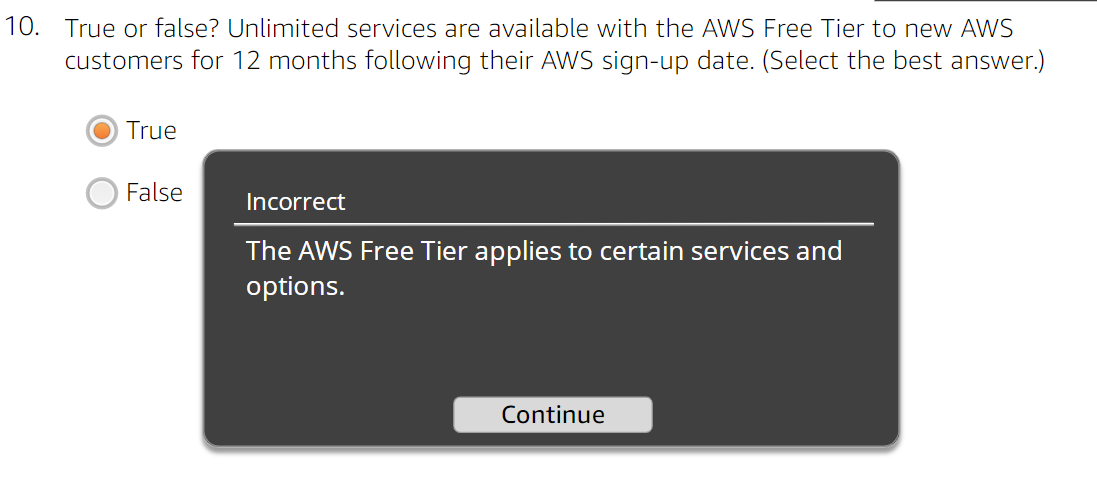 10. True or false? Unlimited services are available with the AWS Free Tier to new AWS
customers for 12 months following their AWS sign-up date. (Select the best answer.)
True
False
Incorrect
The AWS Free Tier applies to certain services and
options.
Continue